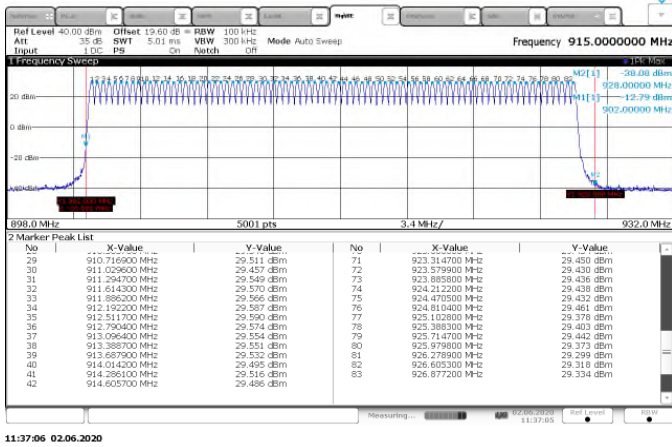 Ref Level 40.00 dBm Offset 19.60 dB = RBW 100 kHz
Att 35 dB SWT 5.01 ms VBW 300 kHz Mode Auto Sweep Frequency 915.0000000 MHz
Input 1 DC PS On Notch Off
1 Frequency Sweep 1Pk Max
M2[1] -38.08 dBm
928.00000 MHz
20 dBm M1[1] -12.79 dBm
902.00000 MHz
0 dBm
-20 dBm
M2
898.0 MHz 5001 pts 3.4 MHz/ 932.0 MHz
2 Marker Peak List
No X-Value Y-Value No X-Value Y-Value
29 910.716900 MHz 29.511 dBm 71 923.314700 MHz 29.450 dBm
30 911.029600 MHz 29.457 dBm 72 923.579900 MHz 29.430 dBm
31 911.294700 MHz 29.549 dBm 73 923.885800 MHz 29.436 dBm
32 911.614300 MHz 29.570 dBm 74 924.212200 MHz 29.438 dBm
33 911.886200 MHz 29.566 dBm 75 924.470500 MHz 29.432 dBm
34 912.192200 MHz 29.587 dBm 76 924.810400 MHz 29.461 dBm
35 912.511700 MHz 29.590 dBm 77 925.102800 MHz 29.378 dBm
36 912.790400 MHz 29.574 dBm 78 925.388300 MHz 29.403 dBm
37 913.096400 MHz 29.554 dBm 79 925.714700 MHz 29.442 dBm
38 913.388700 MHz 29.551 dBm 80 925.979800 MHz 29.373 dBm
39 913.687900 MHz 29.532 dBm 81 926.278900 MHz 29.299 dBm
40 914.014200 MHz 29.495 dBm 82 926.605300 MHz 29.318 dBm
41 914.286100 MHz 29.516 dBm 83 926.877200 MHz 29.334 dBm
42 914.605700 MHz 29.486 dBm
Measuring... 02.06.2020 Ref Level RBW
11:37:05
11:37:06 02.06.2020